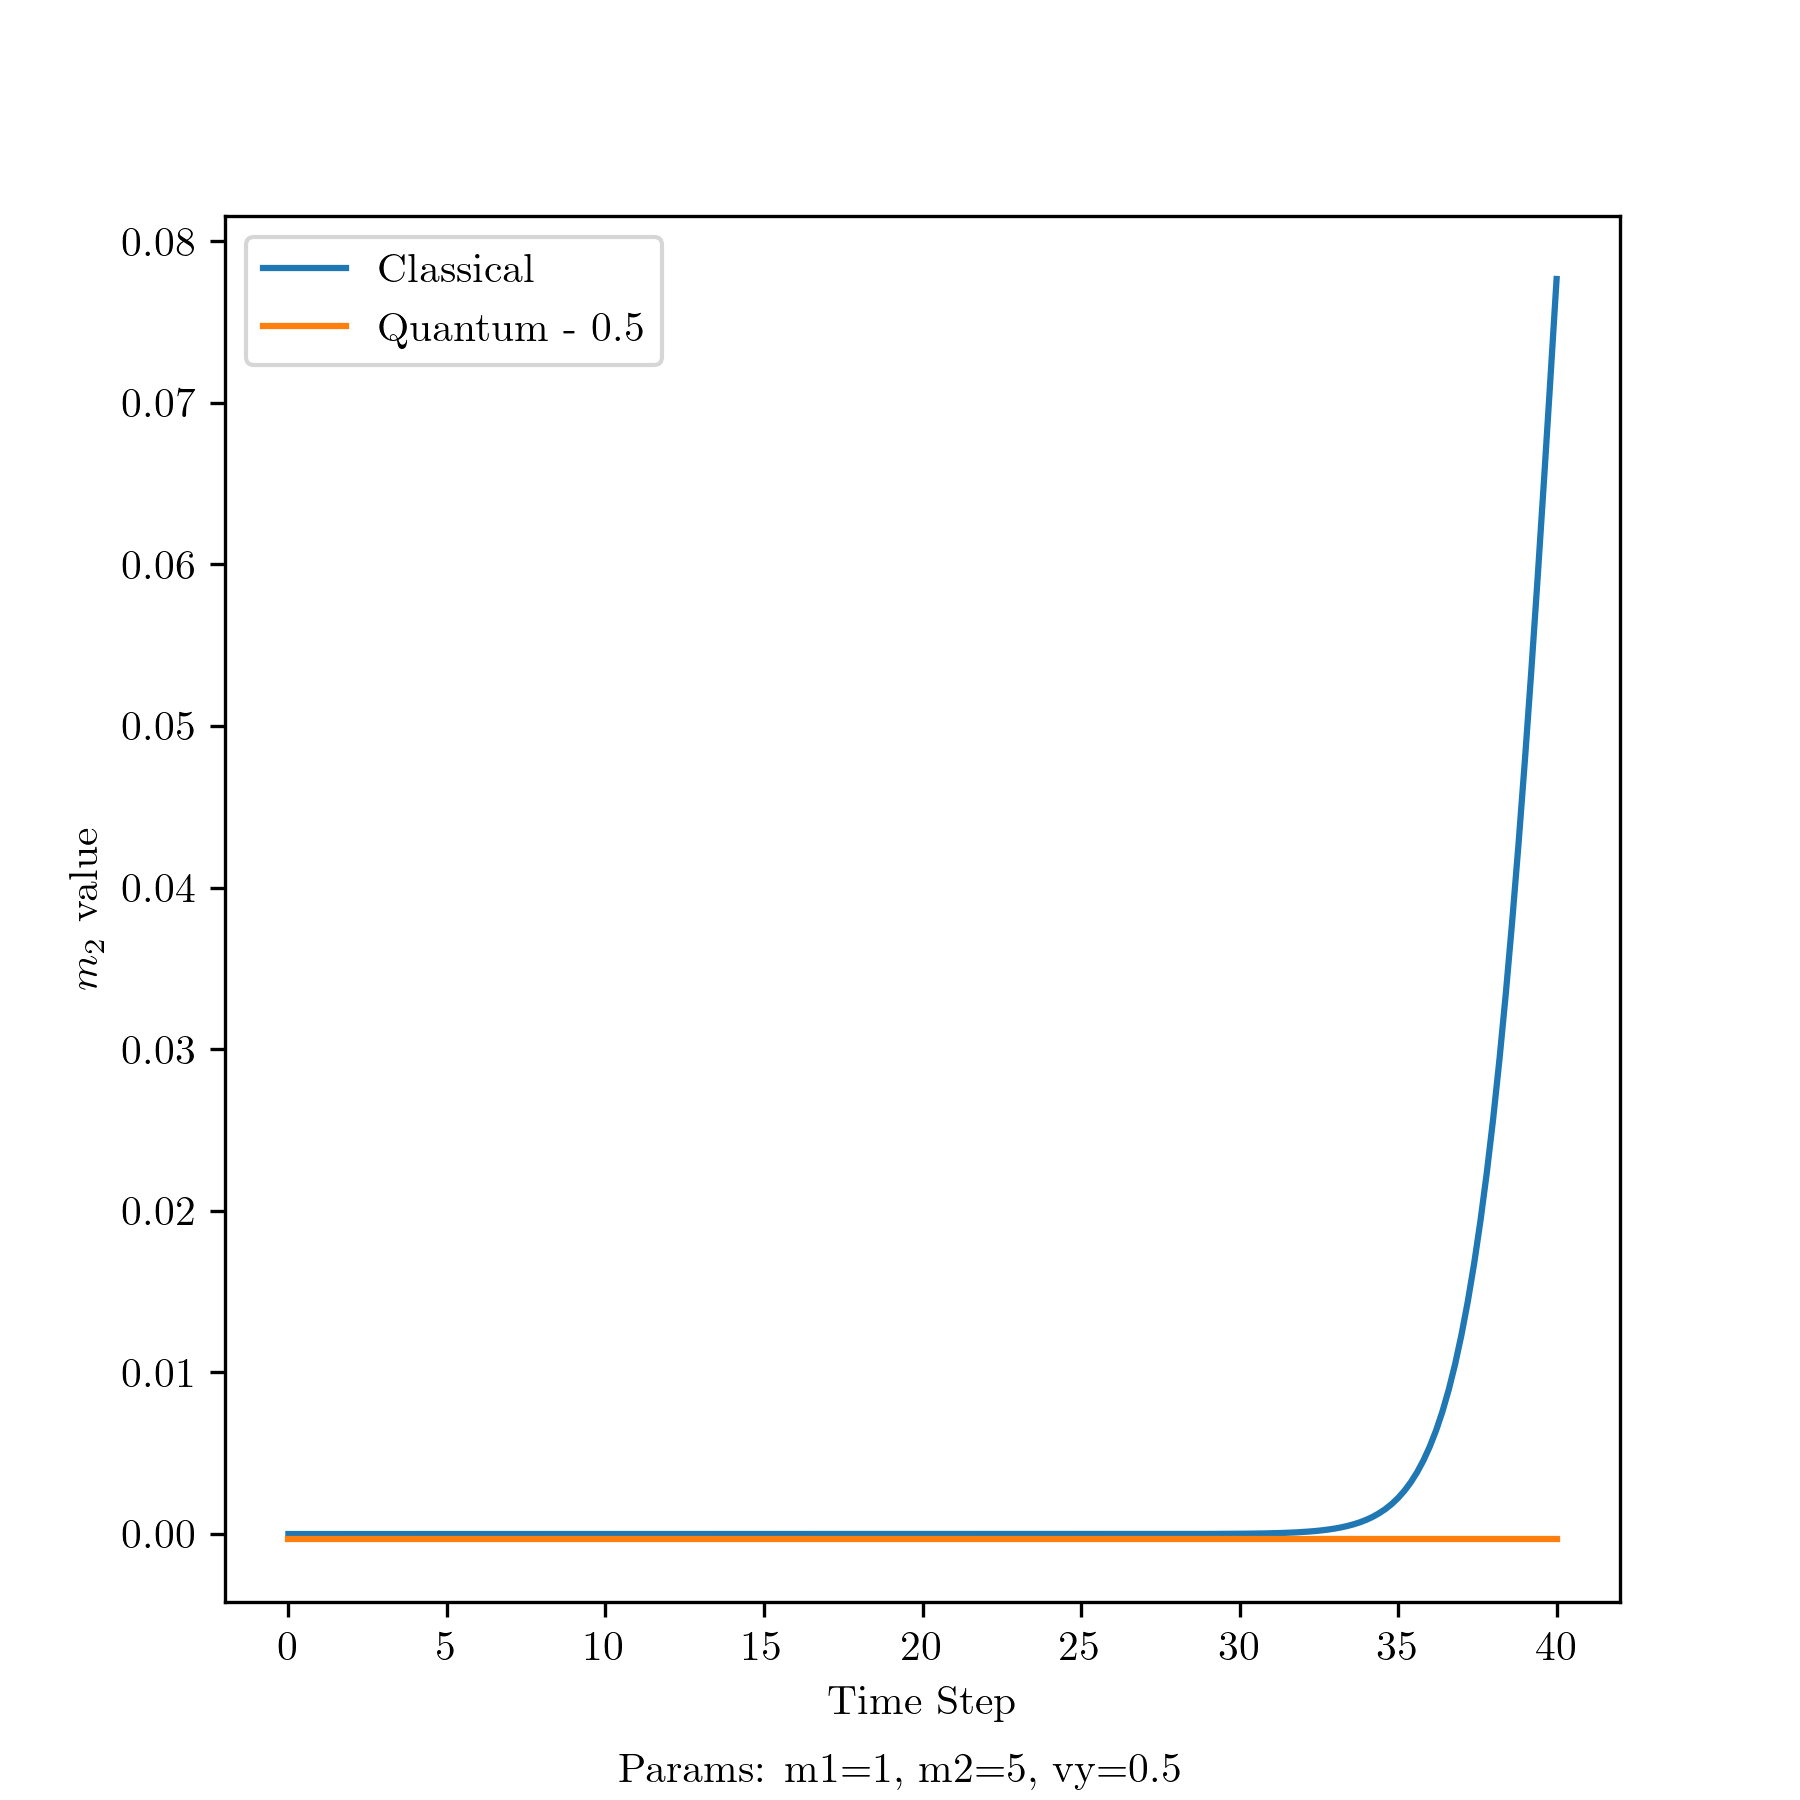 Classical
Quantum - 0.5
0.08
0.07
0.06
0.05
0.04
0.03
0.02
0.01
0.00
m₂ value
0 5 10 15 20 25 30 35 40
Time Step
Params: m1=1, m2=5, vy=0.5